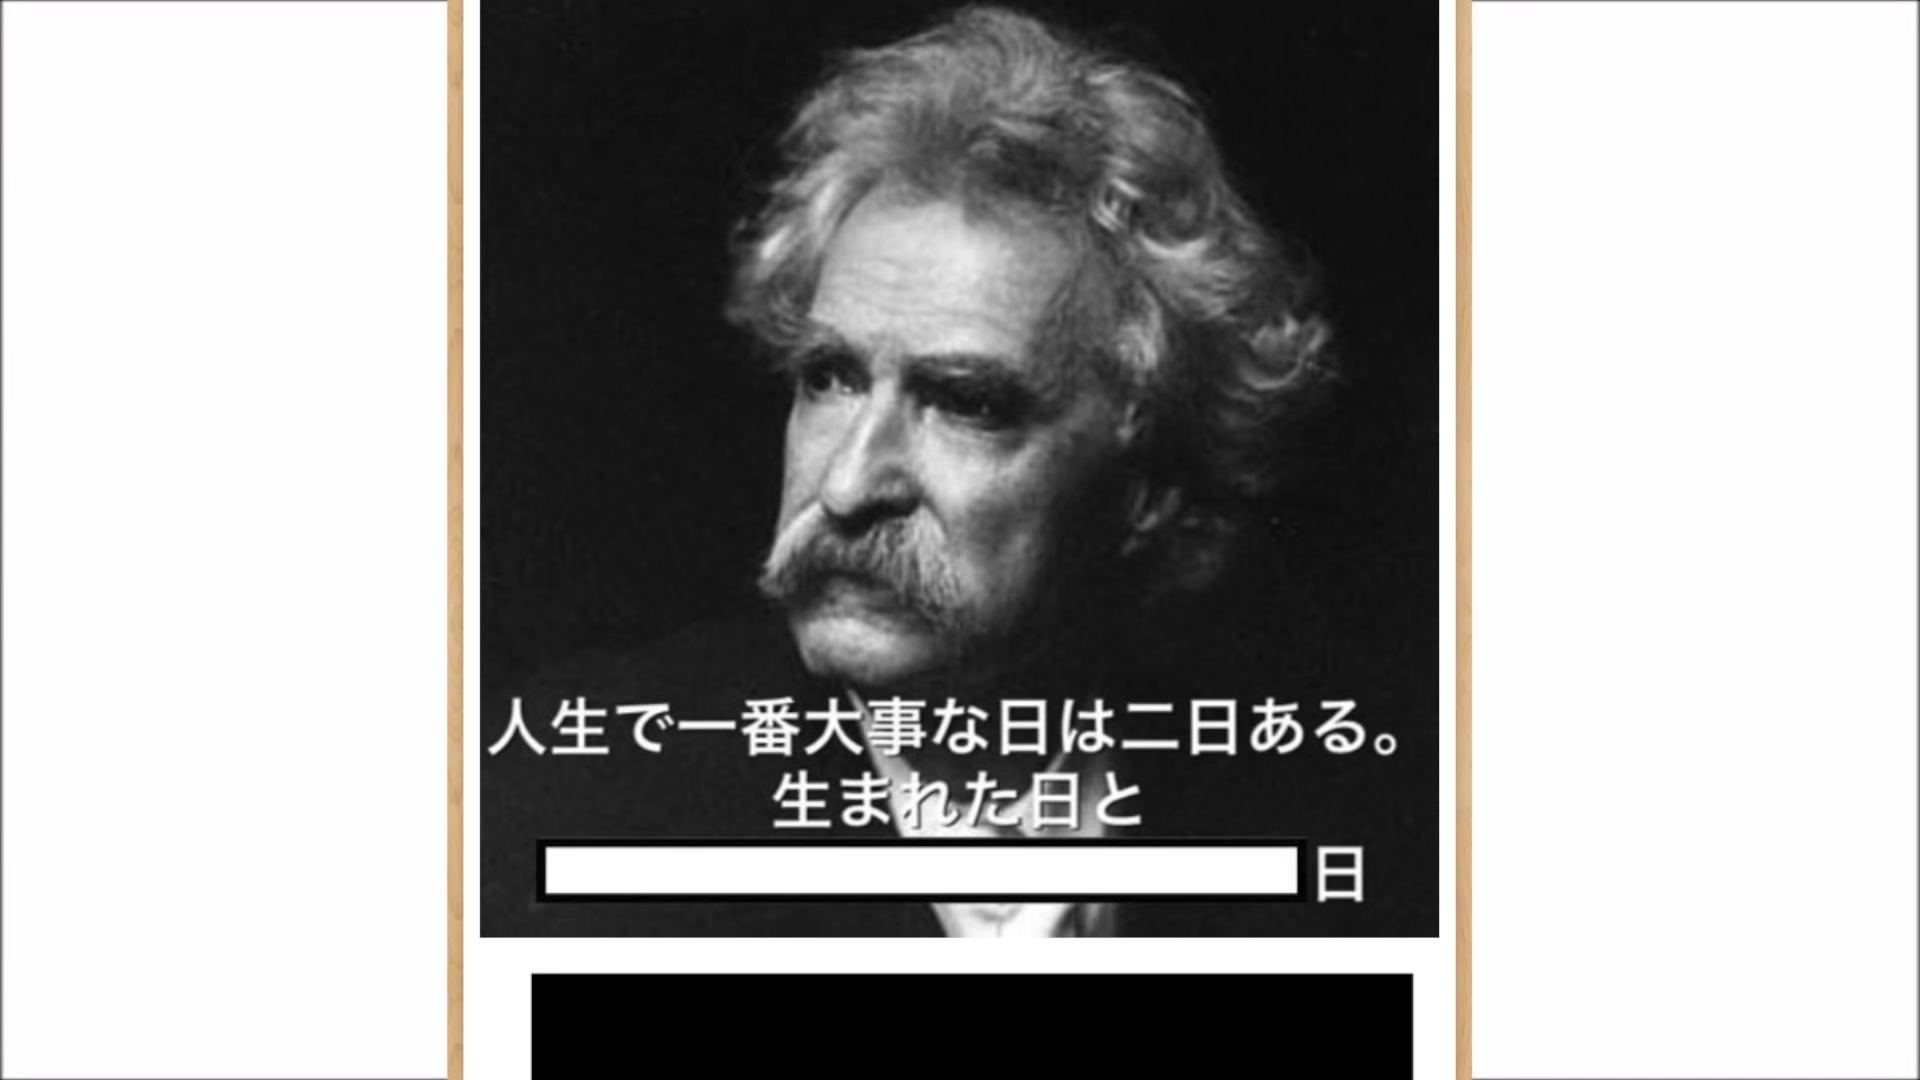 人生で一番大事な日は二日ある。
生まれた日と
日